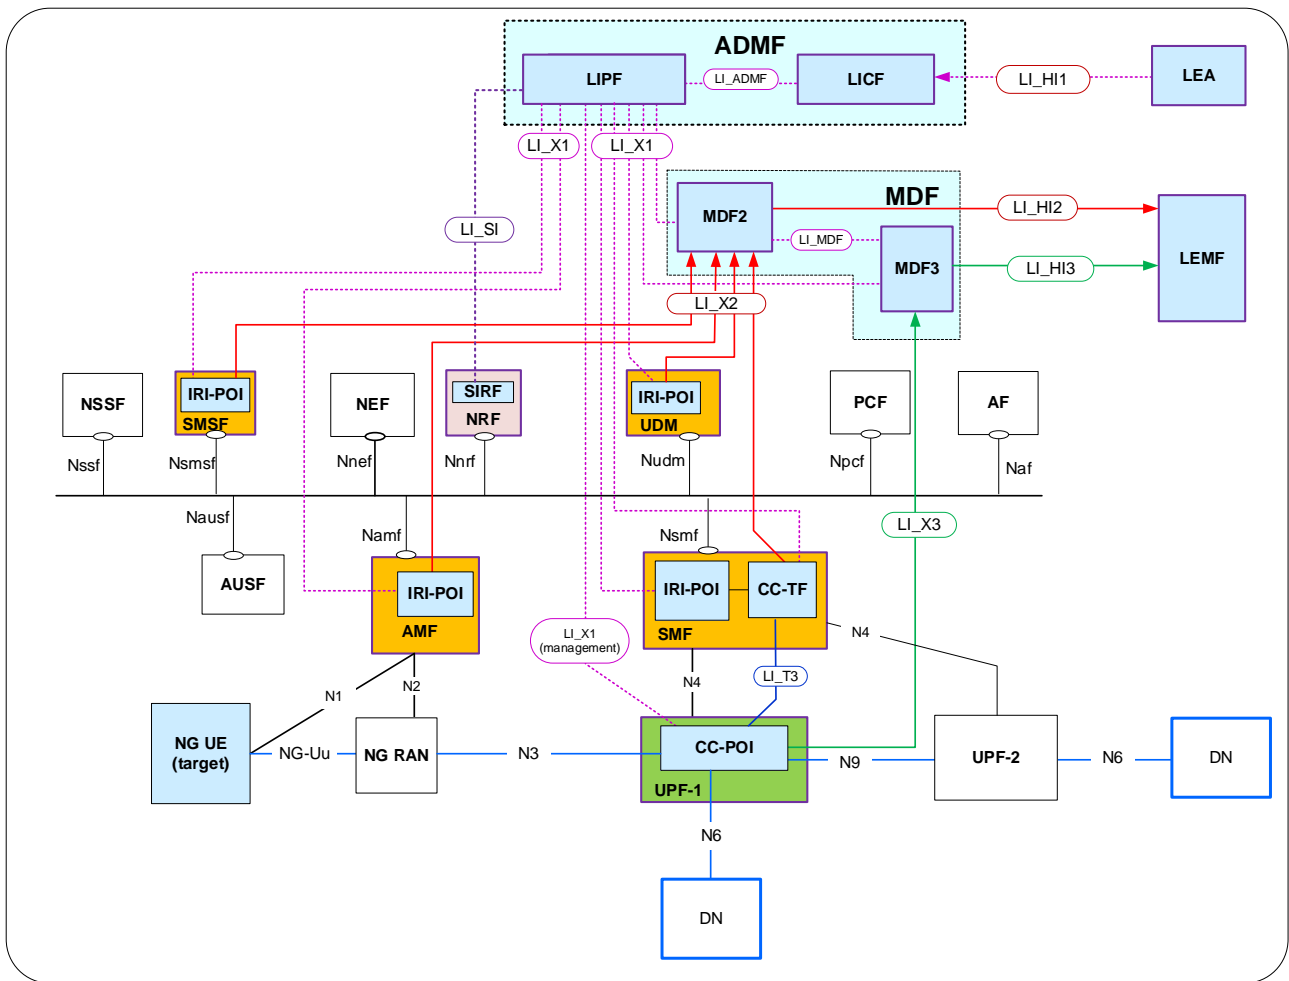 ADMF
LIPF
LI_ADMF
LICF
LI_HI1
LEA
LI_X1
LI_X1
MDF
MDF2
LI_HI2
LI_SI
LI_MDF
MDF3
LI_HI3
LEMF
LI_X2
NSSF
IRI-POI
SMSF
NEF
SIRF
NRF
IRI-POI
UDM
PCF
AF
Nssf
Nsmsf
Nnef
Nnrf
Nudm
Npcf
Naf
Nausf
Namf
Nsmf
LI_X3
AUSF
IRI-POI
AMF
IRI-POI
CC-TF
SMF
LI_X1
(management)
N4
N1
N2
N4
LI_T3
NG UE
(target)
NG-Uu
NG RAN
N3
CC-POI
UPF-1
N9
UPF-2
N6
DN
N6
DN